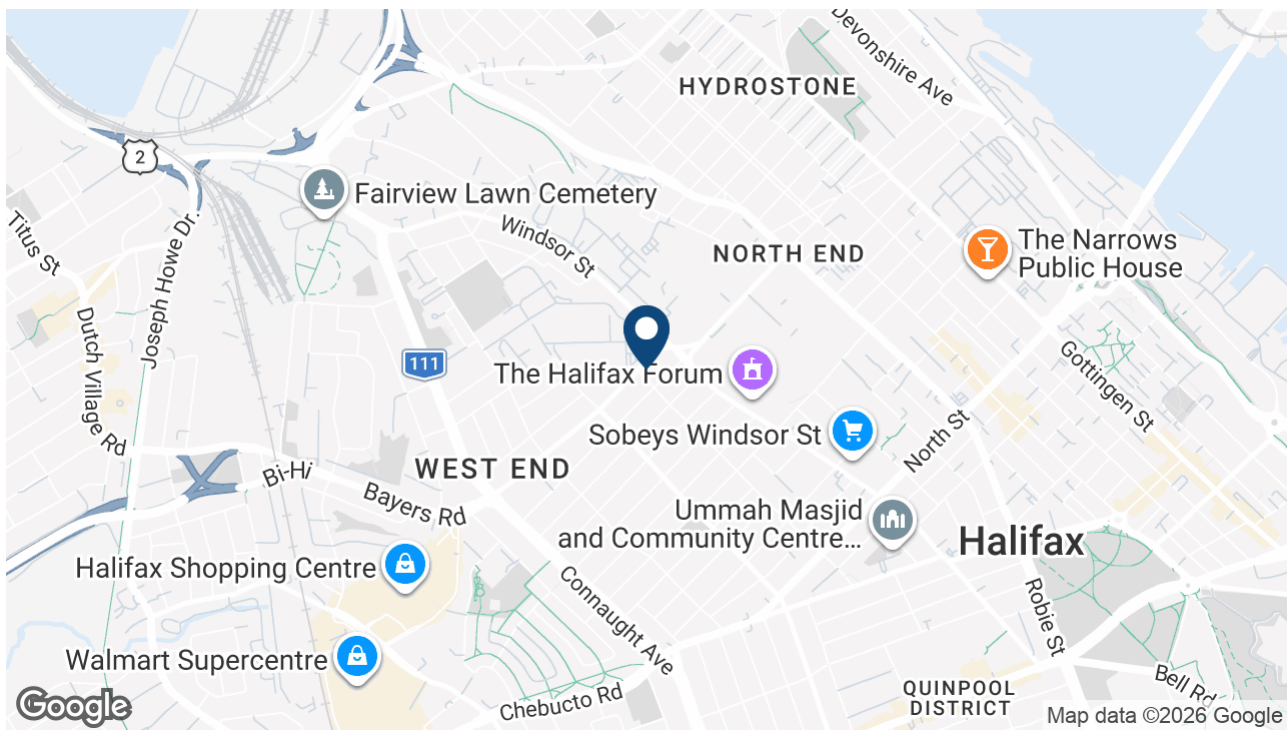 Devonshire Ave
HYDROSTONE
2
Fairview Lawn Cemetery
Titus St
Joseph Howe Dr.
Windsor St
NORTH END
The Narrows
Public House
Dutch Village Rd
111
The Halifax Forum
Gottingen St
Sobeys Windsor St
North St
WEST END
Bi-Hi
Bayers Rd
Ummah Masjid
and Community Centre...
Halifax
Halifax Shopping Centre
Connaught Ave
Robie St
Walmart Supercentre
Chebucto Rd
QUINPOOL
DISTRICT
Bell Rd
Google
Map data ©2026 Google